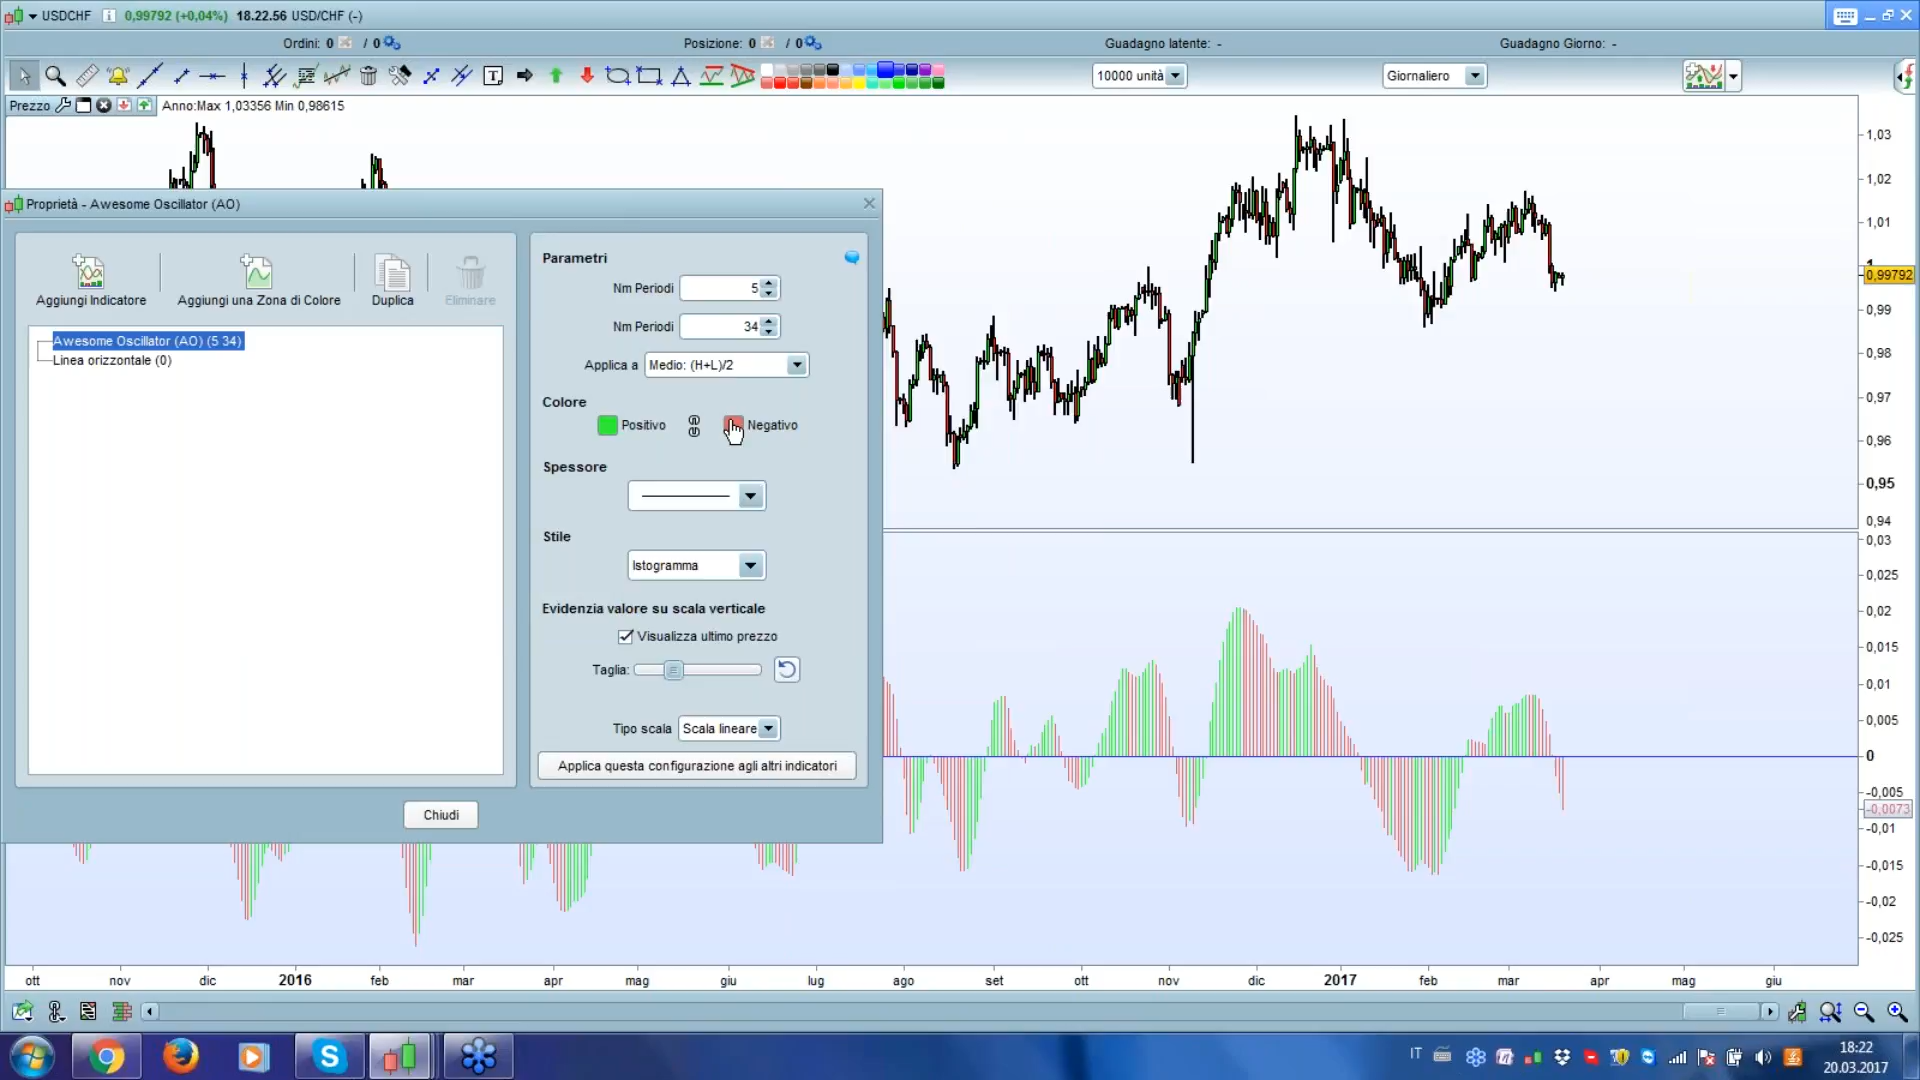 USDCHF 0,99792 (+0,04%) 18.22.56 USD/CHF (-)
Ordini: 0 / 0 Posizione: 0 / 0 Guadagno latente: - Guadagno Giorno: -
10000 unità Giornaliero
Prezzo Anno:Max 1,03356 Min 0,98615
1,03
1,02
1,01
1
0,99792
0,99
0,98
0,97
0,96
0,95
0,94
Proprietà - Awesome Oscillator (AO)
Aggiungi Indicatore Aggiungi una Zona di Colore Duplica Eliminare
Awesome Oscillator (AO) (5 34)
Linea orizzontale (0)
Parametri
Nm Periodi 5
Nm Periodi 34
Applica a Medio: (H+L)/2
Colore
Positivo Negativo
Spessore
Stile
Istogramma
Evidenzia valore su scala verticale
Visualizza ultimo prezzo
Taglia:
Tipo scala Scala lineare
Applica questa configurazione agli altri indicatori
Chiudi
0,03
0,025
0,02
0,015
0,01
0,005
0
-0,005
-0,0073
-0,01
-0,015
-0,02
-0,025
ott nov dic 2016 feb mar apr mag giu lug ago set ott nov dic 2017 feb mar apr mag giu
IT 18:22
20.03.2017